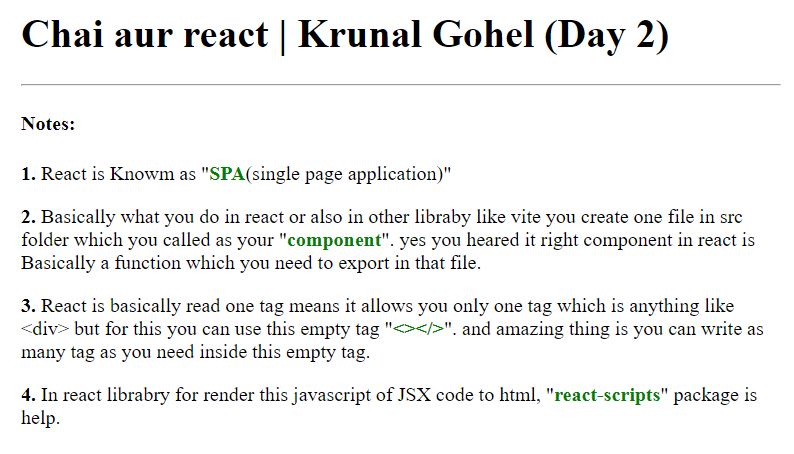 Chai aur react | Krunal Gohel (Day 2)
Notes:
1. React is Knowm as "SPA(single page application)"
2. Basically what you do in react or also in other libraby like vite you create one file in src
folder which you called as your "component". yes you heared it right component in react is
Basically a function which you need to export in that file.
3. React is basically read one tag means it allows you only one tag which is anything like
<div> but for this you can use this empty tag "<></>". and amazing thing is you can write as
many tag as you need inside this empty tag.
4. In react librabry for render this javascript of JSX code to html, "react-scripts" package is
help.